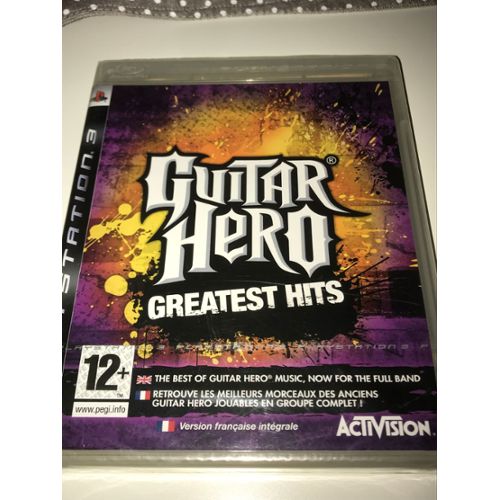 PLAYSTATION 3
GUITAR HERO®
GREATEST HITS
12+
www.pegi.info
THE BEST OF GUITAR HERO® MUSIC, NOW FOR THE FULL BAND
RETROUVE LES MEILLEURS MORCEAUX DES ANCIENS
GUITAR HERO JOUABLES EN GROUPE COMPLET !
Version française intégrale
ACTIVISION